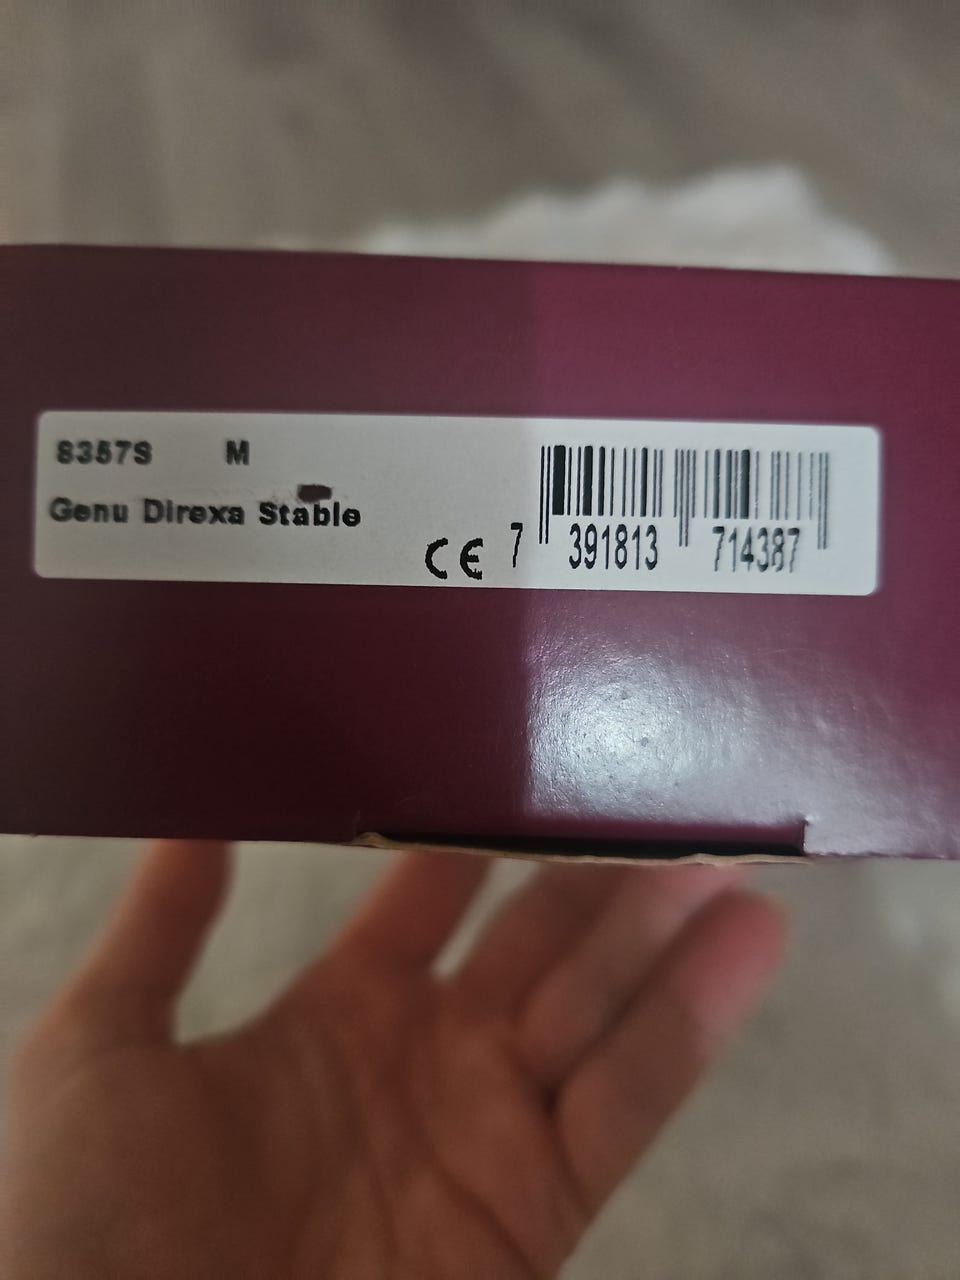 8357S M
Genu Direxa Stable
CE
7 391813 714387